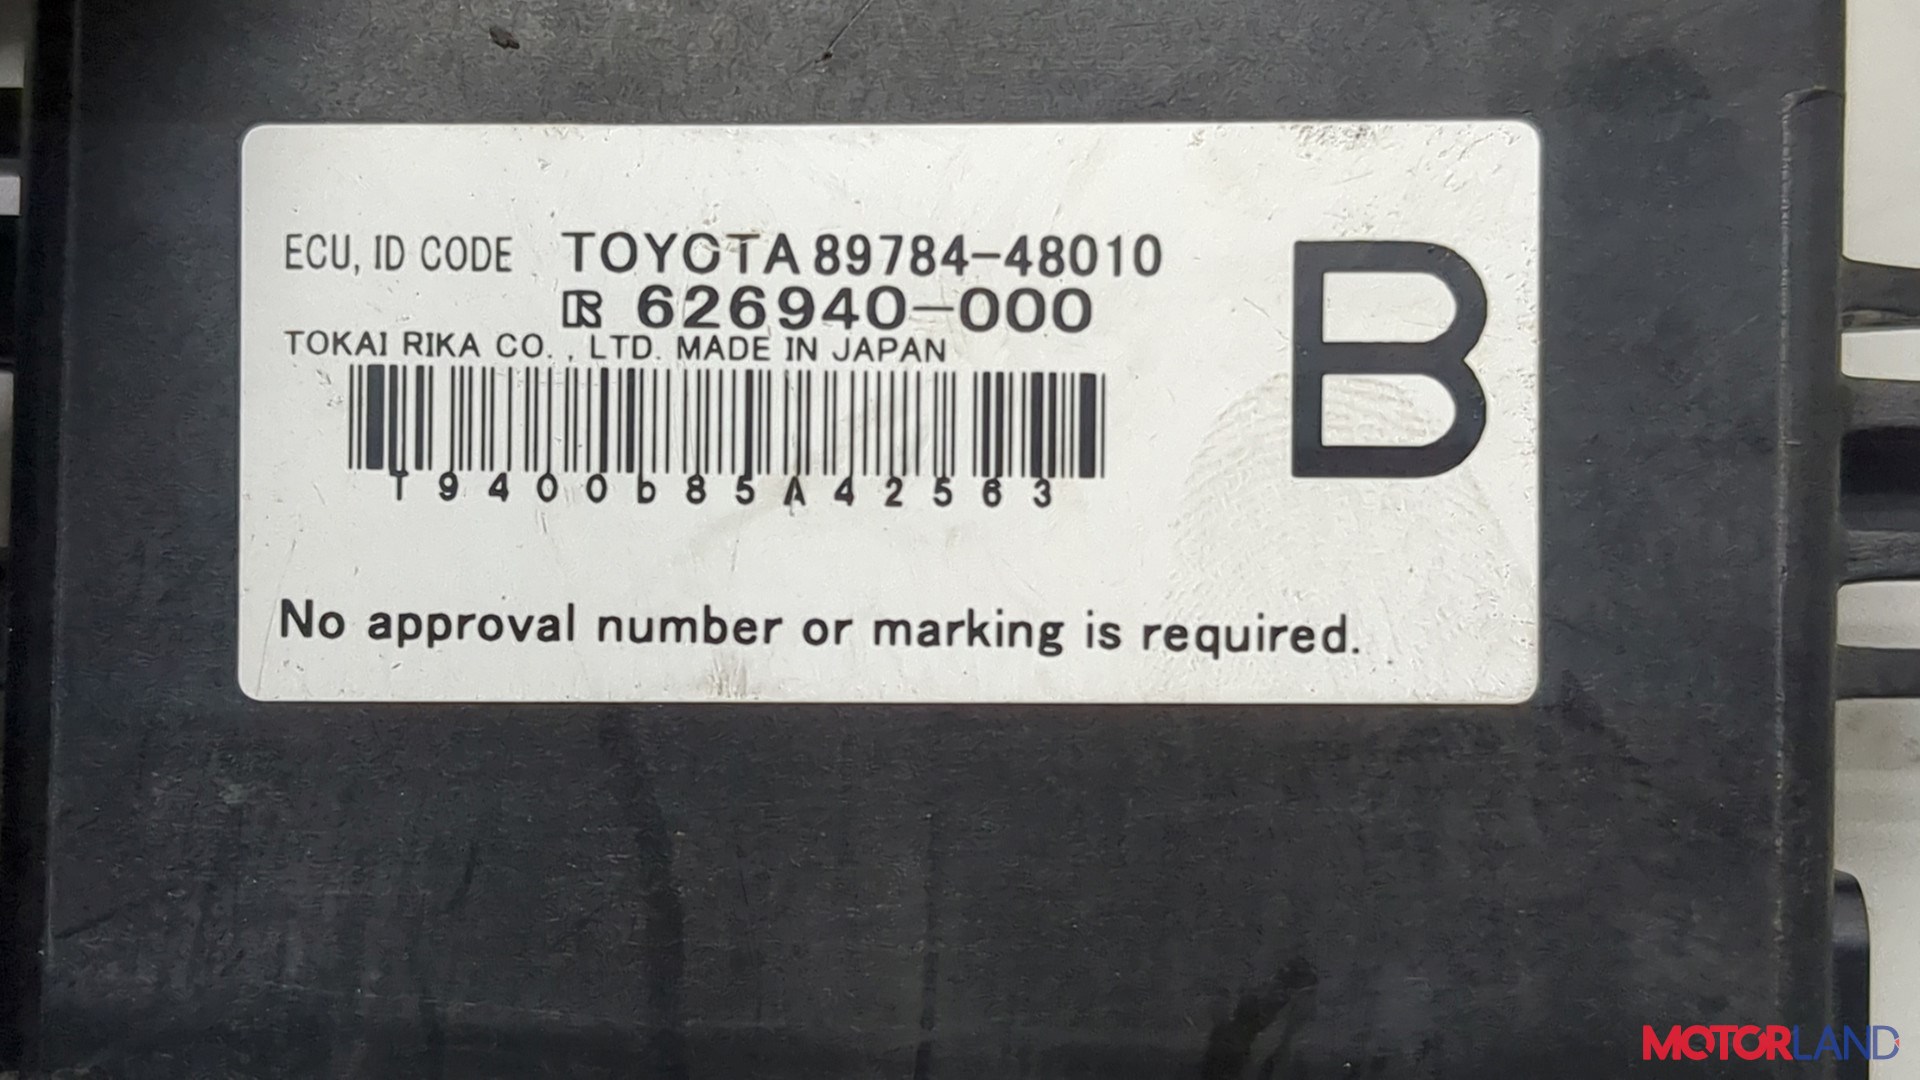 ECU, ID CODE TOYOTA 89784-48010
626940-000
B
TOKAI RIKA CO., LTD. MADE IN JAPAN
T9400b85A42563
No approval number or marking is required.
MOTORLAND